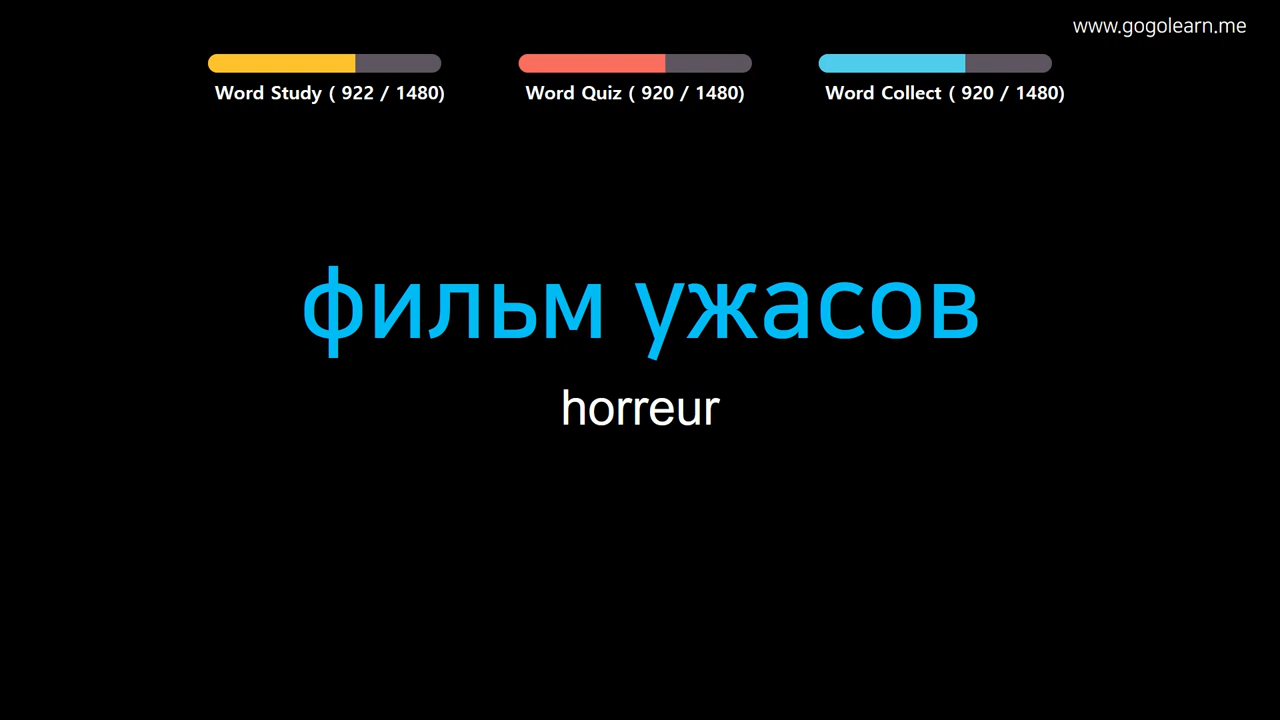 www.gogolearn.me
Word Study ( 922 / 1480)
Word Quiz ( 920 / 1480)
Word Collect ( 920 / 1480)
фильм ужасов
horreur